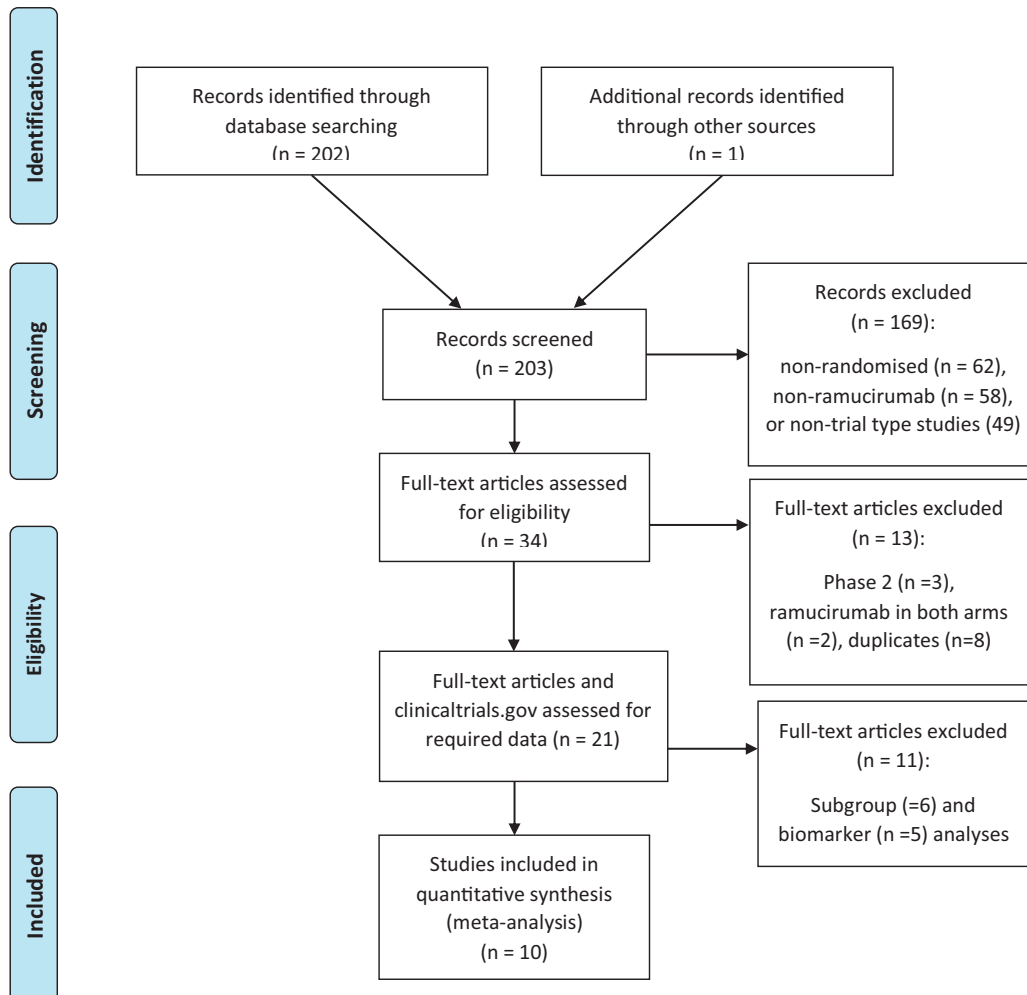 Identification
Records identified through
database searching
(n = 202)
Additional records identified
through other sources
(n = 1)
Screening
Records screened
(n = 203)
Records excluded
(n = 169):
non-randomised (n = 62),
non-ramucirumab (n = 58),
or non-trial type studies (49)
Full-text articles assessed
for eligibility
(n = 34)
Eligibility
Full-text articles excluded
(n = 13):
Phase 2 (n =3),
ramucirumab in both arms
(n =2), duplicates (n=8)
Full-text articles and
clinicaltrials.gov assessed for
required data (n = 21)
Full-text articles excluded
(n = 11):
Subgroup (=6) and
biomarker (n =5) analyses
Included
Studies included in
quantitative synthesis
(meta-analysis)
(n = 10)